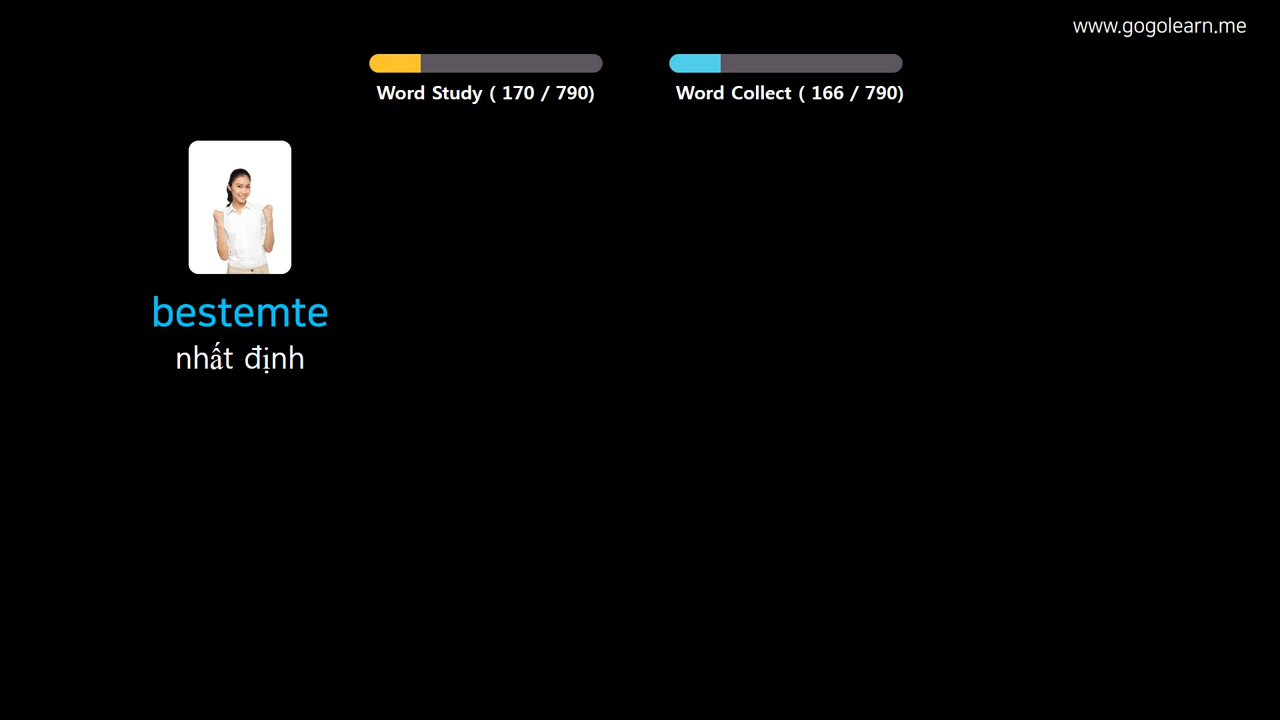 www.gogolearn.me
Word Study ( 170 / 790)
Word Collect ( 166 / 790)
bestemte
nhất định